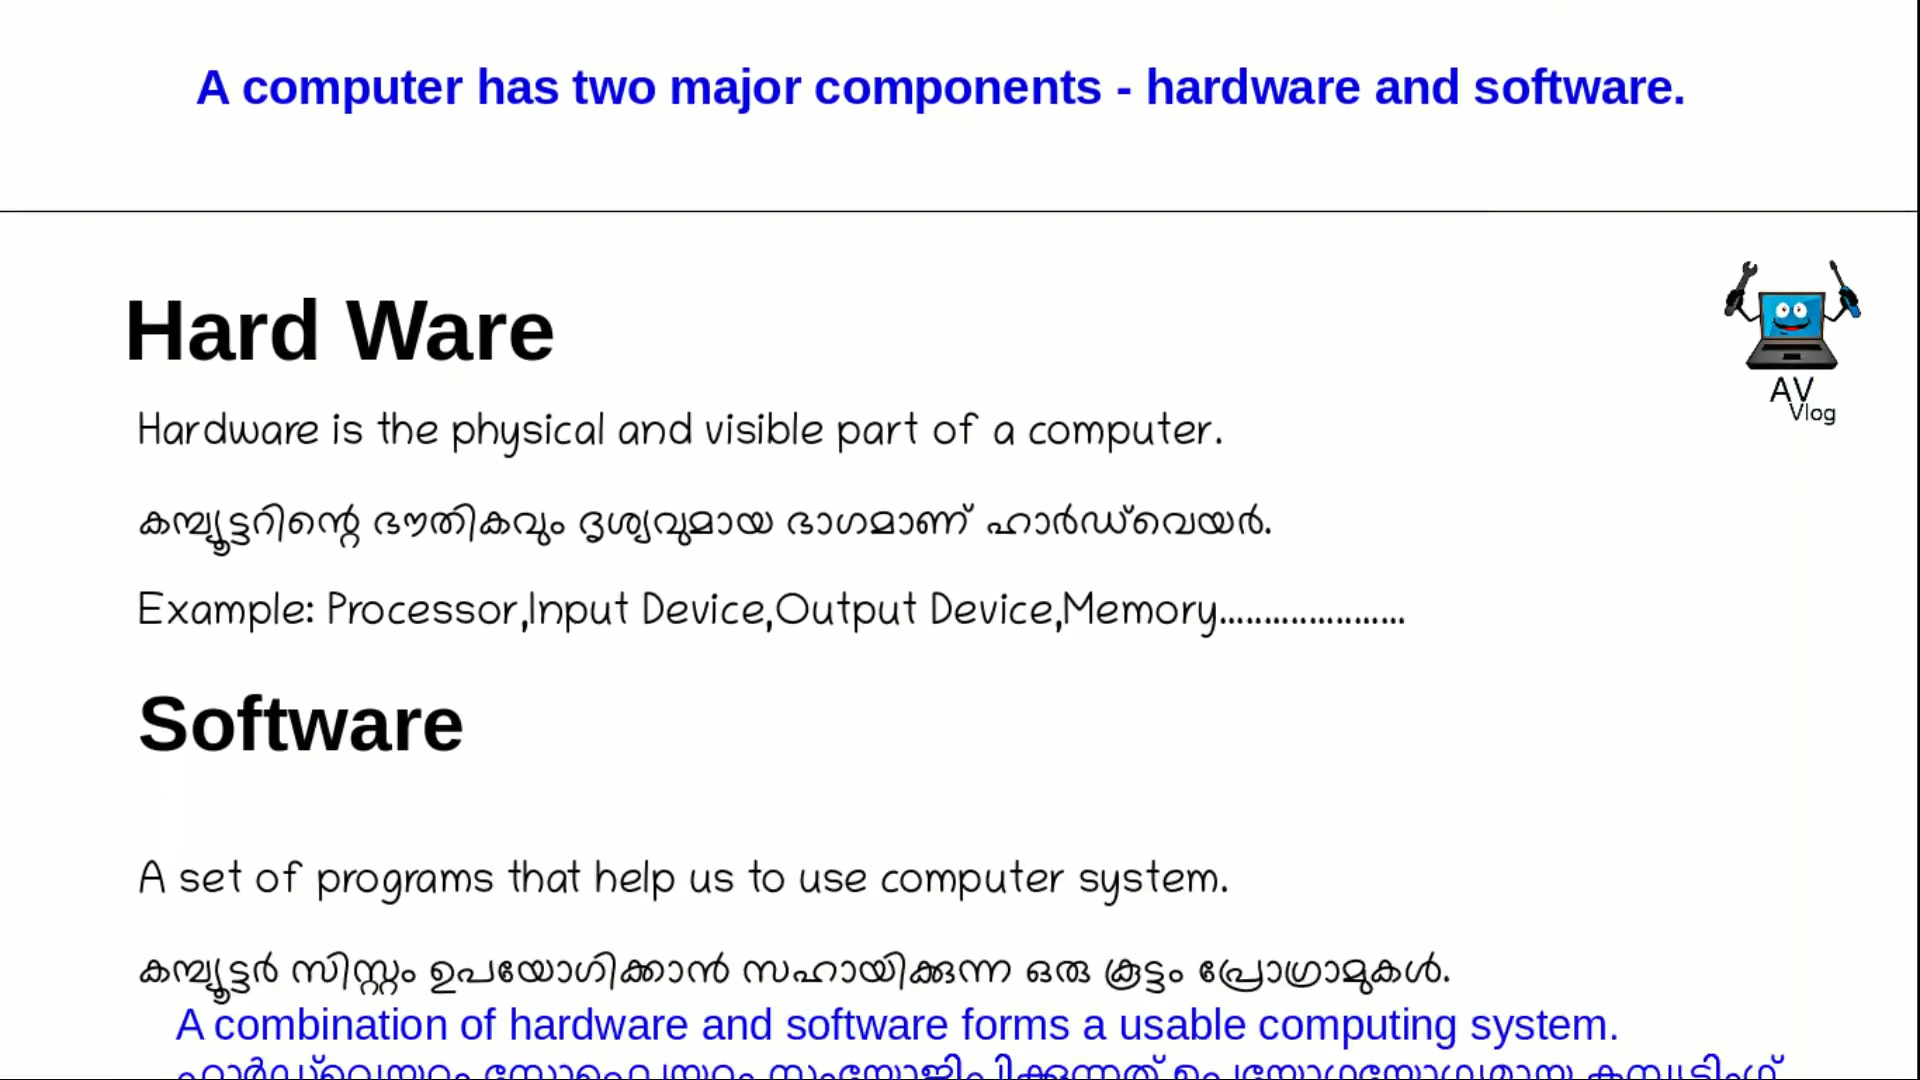 A computer has two major components - hardware and software.
Hard Ware
AV
Vlog
Hardware is the physical and visible part of a computer.
കമ്പ്യൂട്ടറിന്റെ ഭൗതികവും ദൃശ്യവുമായ ഭാഗമാണ് ഹാർഡ്‌വെയർ.
Example: Processor,Input Device,Output Device,Memory.....................
Software
A set of programs that help us to use computer system.
കമ്പ്യൂട്ടർ സിസ്റ്റം ഉപയോഗിക്കാൻ സഹായിക്കുന്ന ഒരു കൂട്ടം പ്രോഗ്രാമുകൾ.
A combination of hardware and software forms a usable computing system.